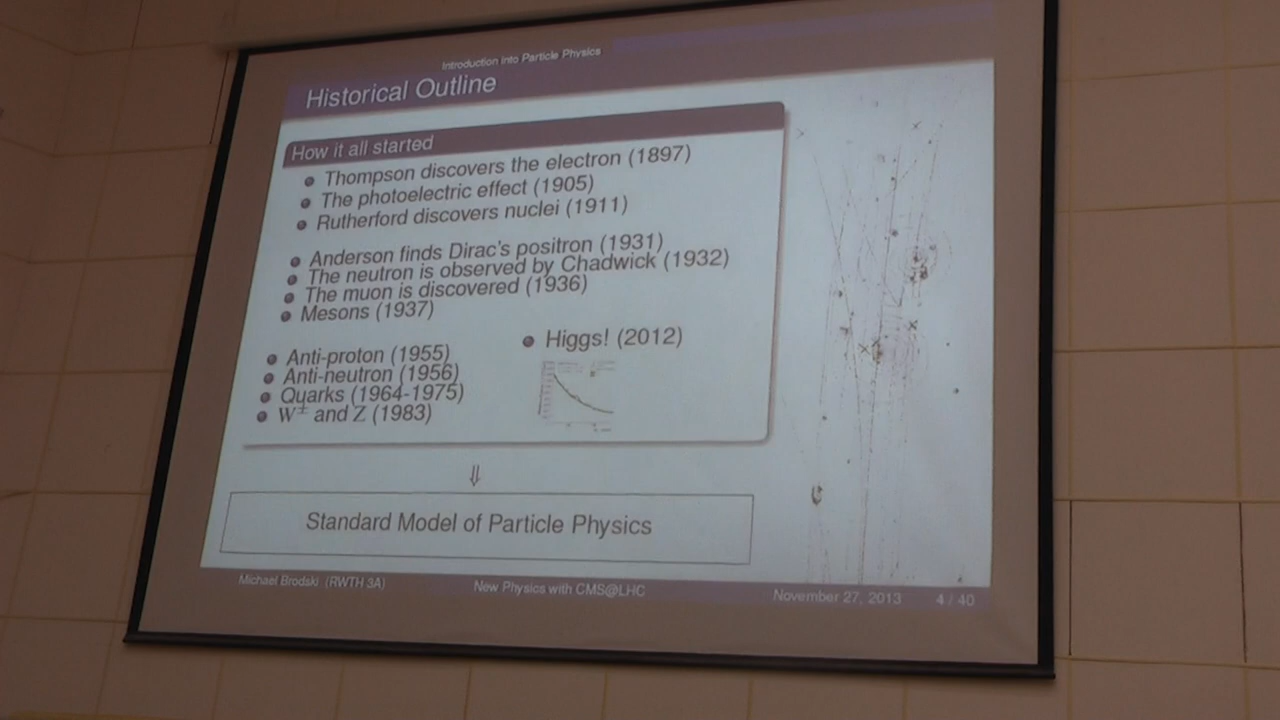 Introduction into Particle Physics
Historical Outline
How it all started
Thompson discovers the electron (1897)
The photoelectric effect (1905)
Rutherford discovers nuclei (1911)
Anderson finds Dirac's positron (1931)
The neutron is observed by Chadwick (1932)
The muon is discovered (1936)
Mesons (1937)
Anti-proton (1955)
Anti-neutron (1956)
Quarks (1964-1975)
W± and Z (1983)
Higgs! (2012)
⇓
Standard Model of Particle Physics
Michael Brodski (RWTH 3A)
New Physics with CMS@LHC
November 27, 2013
4 / 40